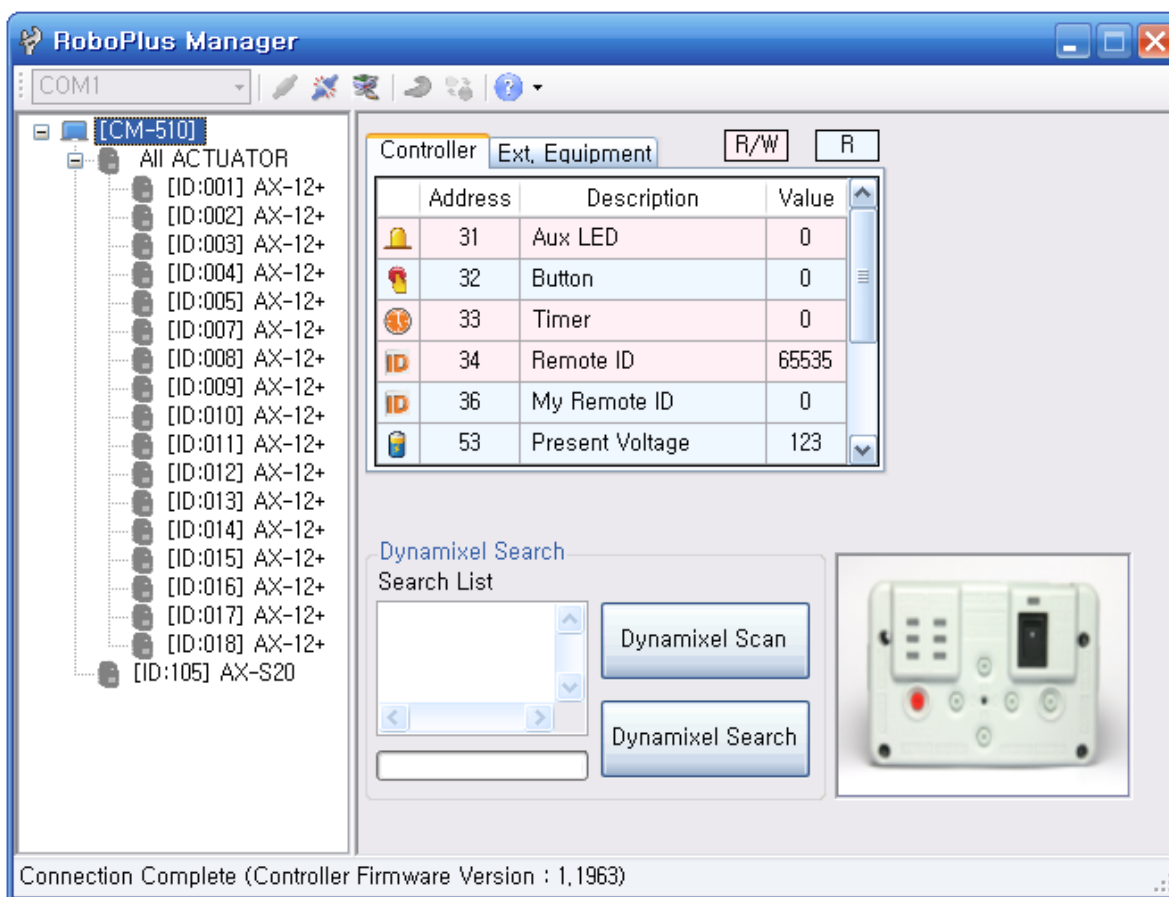 RoboPlus Manager
COM1
[CM-510]
All ACTUATOR
[ID:001] AX-12+
[ID:002] AX-12+
[ID:003] AX-12+
[ID:004] AX-12+
[ID:005] AX-12+
[ID:007] AX-12+
[ID:008] AX-12+
[ID:009] AX-12+
[ID:010] AX-12+
[ID:011] AX-12+
[ID:012] AX-12+
[ID:013] AX-12+
[ID:014] AX-12+
[ID:015] AX-12+
[ID:016] AX-12+
[ID:017] AX-12+
[ID:018] AX-12+
[ID:105] AX-S20
Controller Ext. Equipment R/W R
Address Description Value
31 Aux LED 0
32 Button 0
33 Timer 0
ID 34 Remote ID 65535
ID 36 My Remote ID 0
53 Present Voltage 123
Dynamixel Search
Search List
Dynamixel Scan
Dynamixel Search
Connection Complete (Controller Firmware Version : 1.1963)